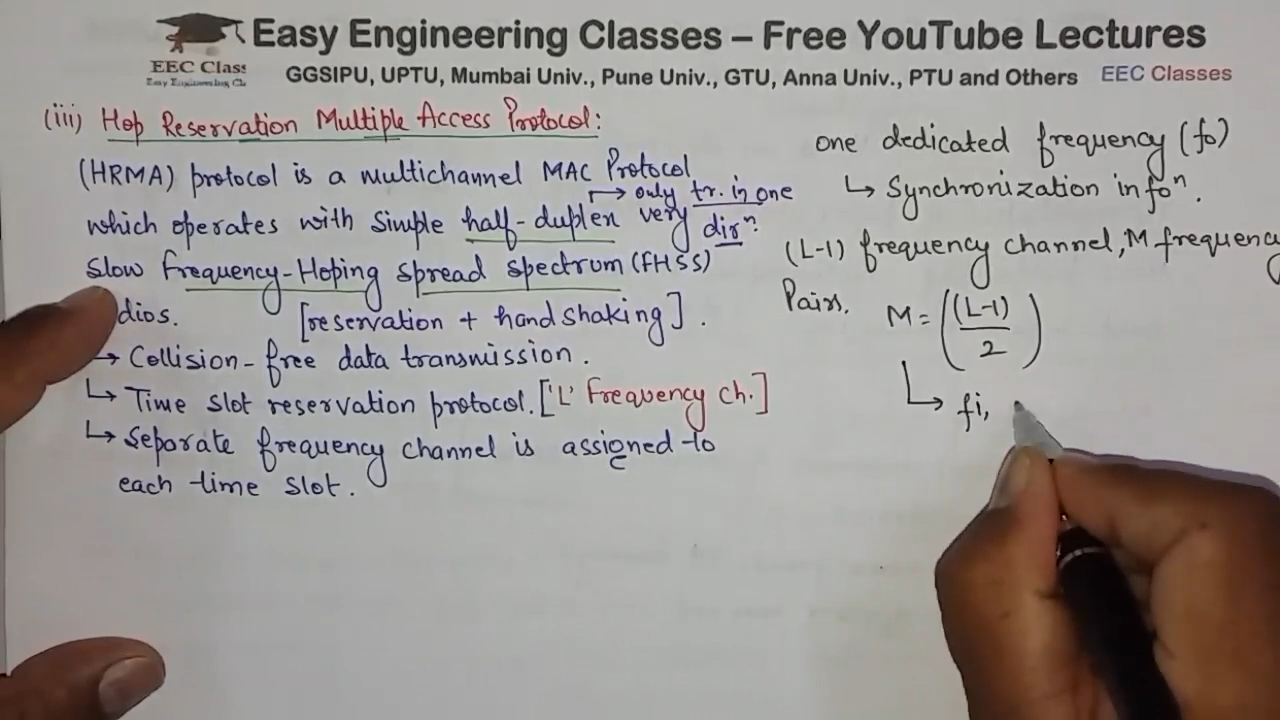 Easy Engineering Classes – Free YouTube Lectures
EEC Class
Easy Engineering Cla
GGSIPU, UPTU, Mumbai Univ., Pune Univ., GTU, Anna Univ., PTU and Others EEC Classes
(iii) Hop Reservation Multiple Access Protocol:
(HRMA) protocol is a multichannel MAC Protocol
↳ only tr. in one
which operates with simple half-duplex very dirⁿ.
slow Frequency-Hoping spread spectrum (FHSS)
dios. [reservation + handshaking].
→ Collision-free data transmission.
↳ Time slot reservation protocol. ['L' Frequency ch.]
↳ Separate frequency channel is assigned to
each time slot.
one dedicated frequency (fo)
↳ Synchronization infoⁿ.
(L-1) frequency channel, M frequency
Pairs. M = ((L-1)/2)
↳ fi,